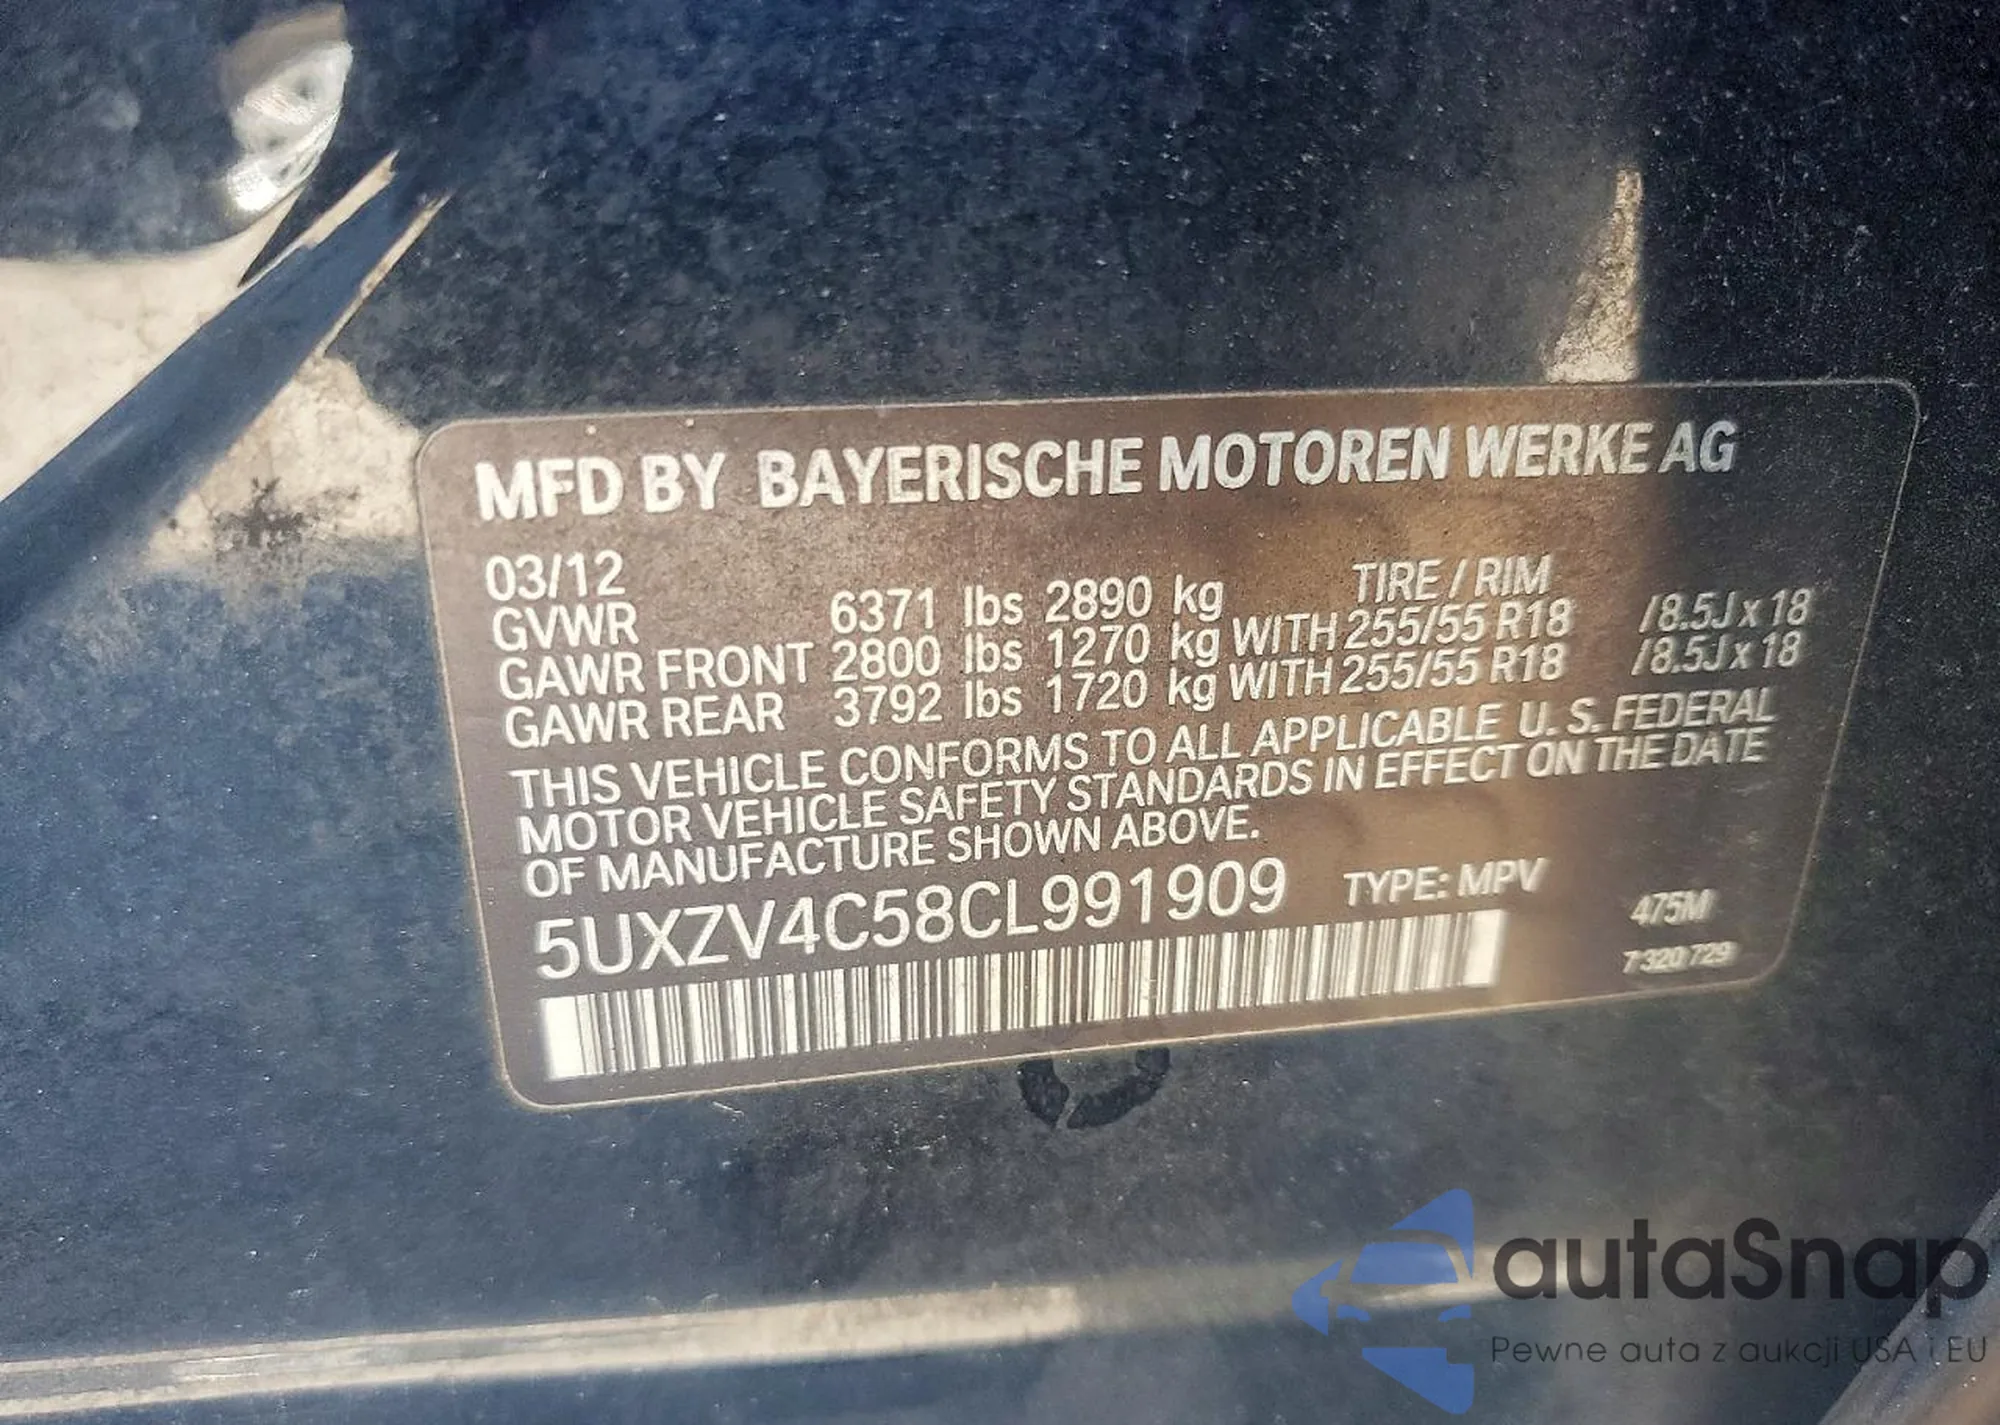 MFD BY BAYERISCHE MOTOREN WERKE AG
03/12 TIRE / RIM
GVWR 6371 lbs 2890 kg
GAWR FRONT 2800 lbs 1270 kg WITH 255/55 R18 /8.5J x 18
GAWR REAR 3792 lbs 1720 kg WITH 255/55 R18 /8.5J x 18
THIS VEHICLE CONFORMS TO ALL APPLICABLE U. S. FEDERAL
MOTOR VEHICLE SAFETY STANDARDS IN EFFECT ON THE DATE
OF MANUFACTURE SHOWN ABOVE.
5UXZV4C58CL991909 TYPE: MPV
475M
7 320 729
autaSnap
Pewne auta z aukcji USA i EU